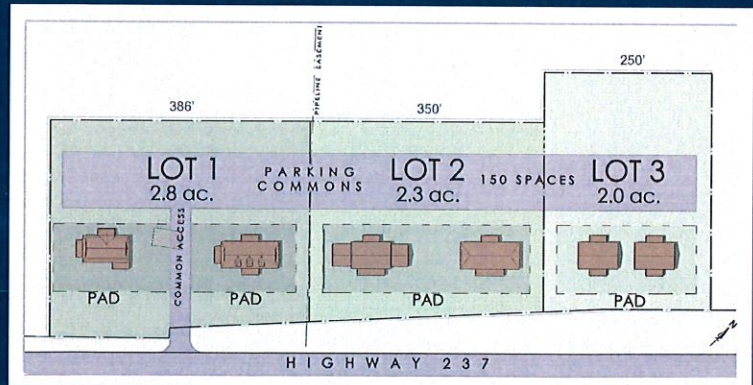 250'
PIPELINE EASEMENT
386'
350'
LOT 1
2.8 ac.
PARKING
COMMONS
LOT 2
2.3 ac.
150 SPACES
LOT 3
2.0 ac.
COMMON ACCESS
PAD
PAD
PAD
PAD
N
HIGHWAY 237